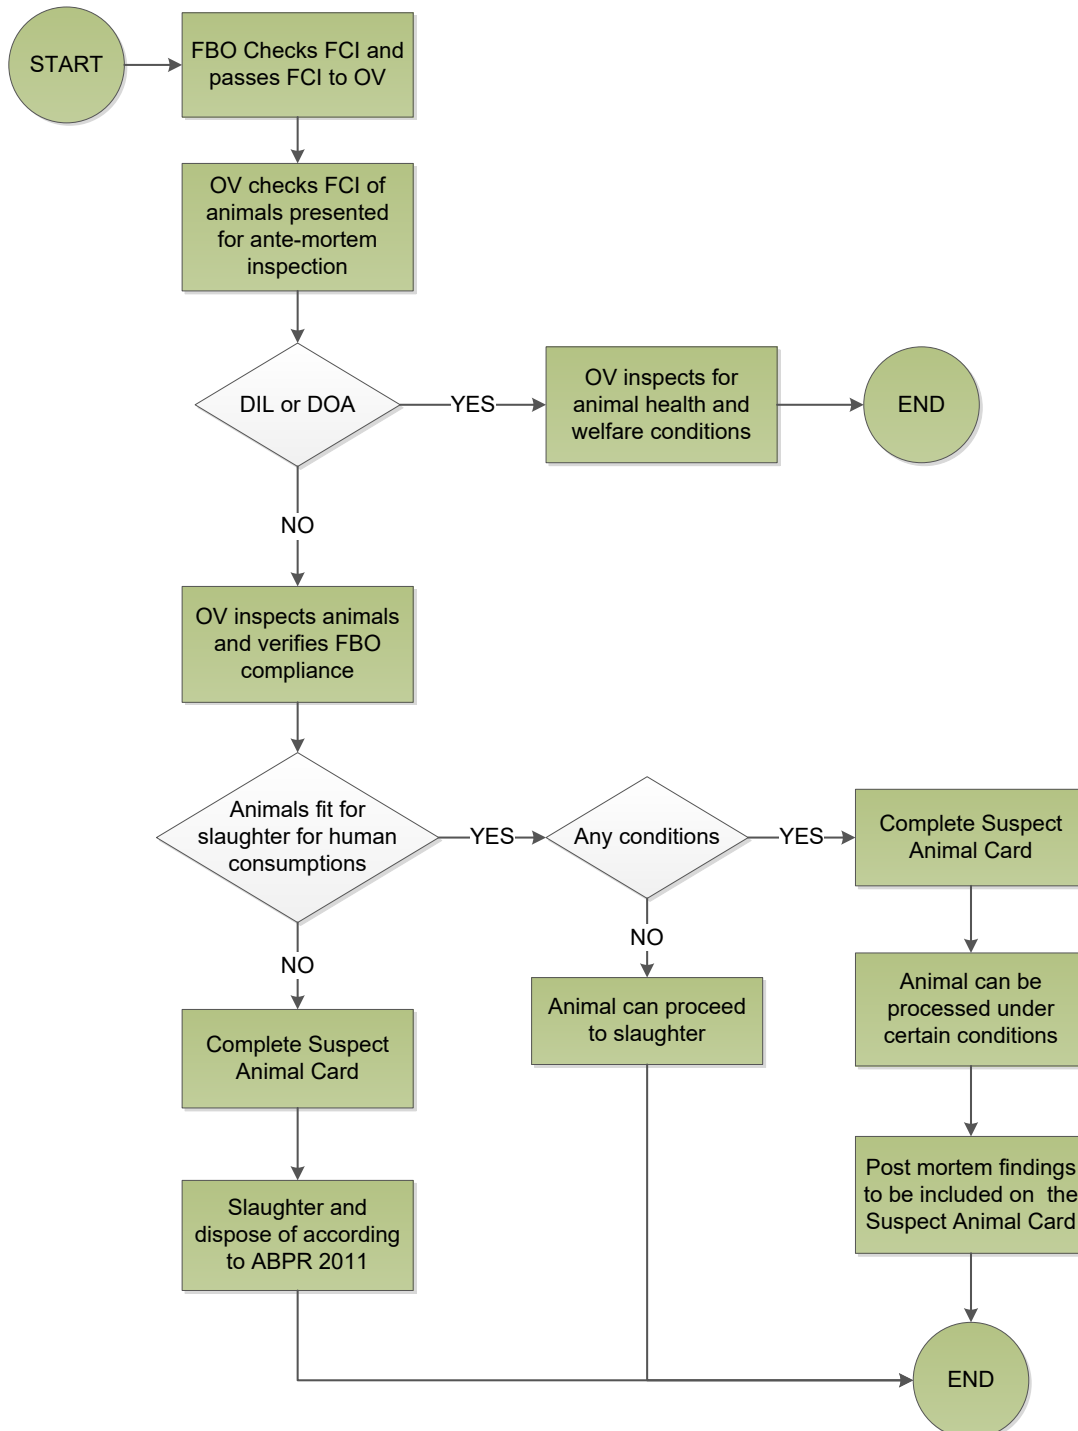 START
FBO Checks FCI and
passes FCI to OV
OV checks FCI of
animals presented
for ante-mortem
inspection
DIL or DOA
YES
OV inspects for
animal health and
welfare conditions
END
NO
OV inspects animals
and verifies FBO
compliance
Animals fit for
slaughter for human
consumptions
YES
Any conditions
YES
Complete Suspect
Animal Card
NO
NO
Animal can proceed
to slaughter
Animal can be
processed under
certain conditions
Complete Suspect
Animal Card
Post mortem findings
to be included on the
Suspect Animal Card
Slaughter and
dispose of according
to ABPR 2011
END